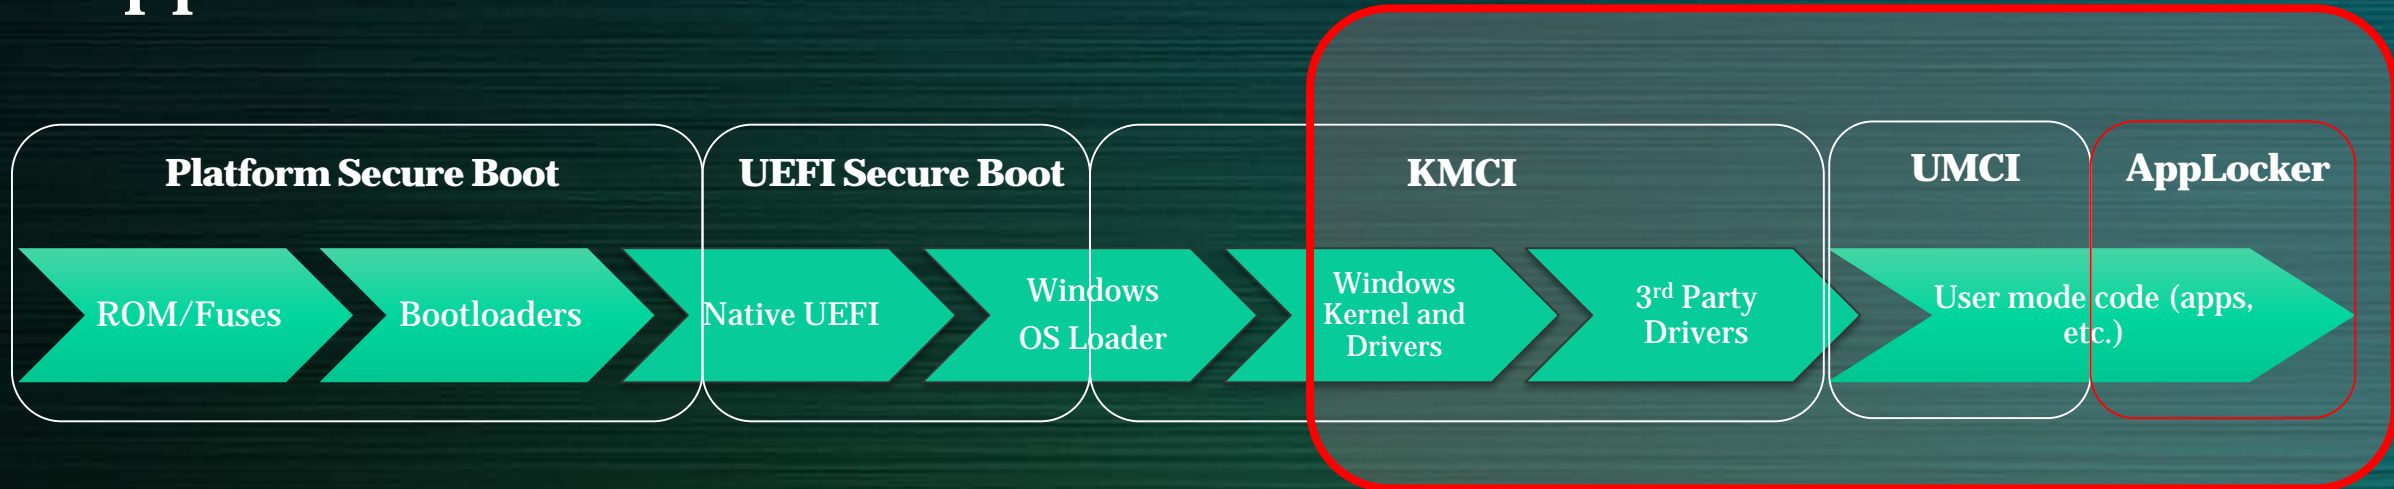 Platform Secure Boot
UEFI Secure Boot
KMCI
UMCI
AppLocker
ROM/Fuses
Bootloaders
Native UEFI
Windows
OS Loader
Windows
Kernel and
Drivers
3rd Party
Drivers
User mode code (apps,
etc.)